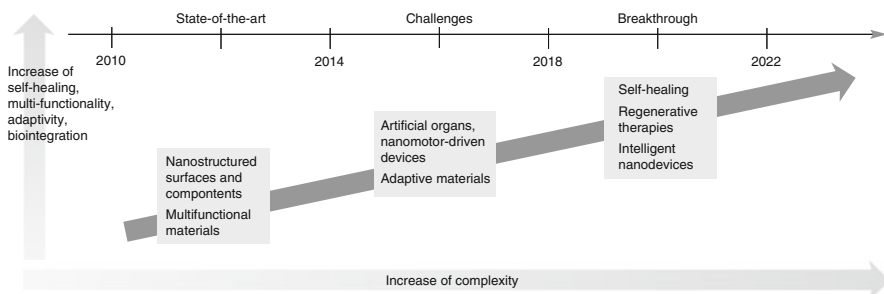 State-of-the-art
Challenges
Breakthrough
2010
2014
2018
2022
Increase of
self-healing,
multi-functionality,
adaptivity,
biointegration
Nanostructured
surfaces and
compontents
Multifunctional
materials
Artificial organs,
nanomotor-driven
devices
Adaptive materials
Self-healing
Regenerative
therapies
Intelligent
nanodevices
Increase of complexity